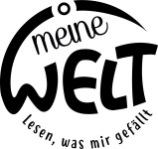 meine
WELT
Lesen, was mir gefällt